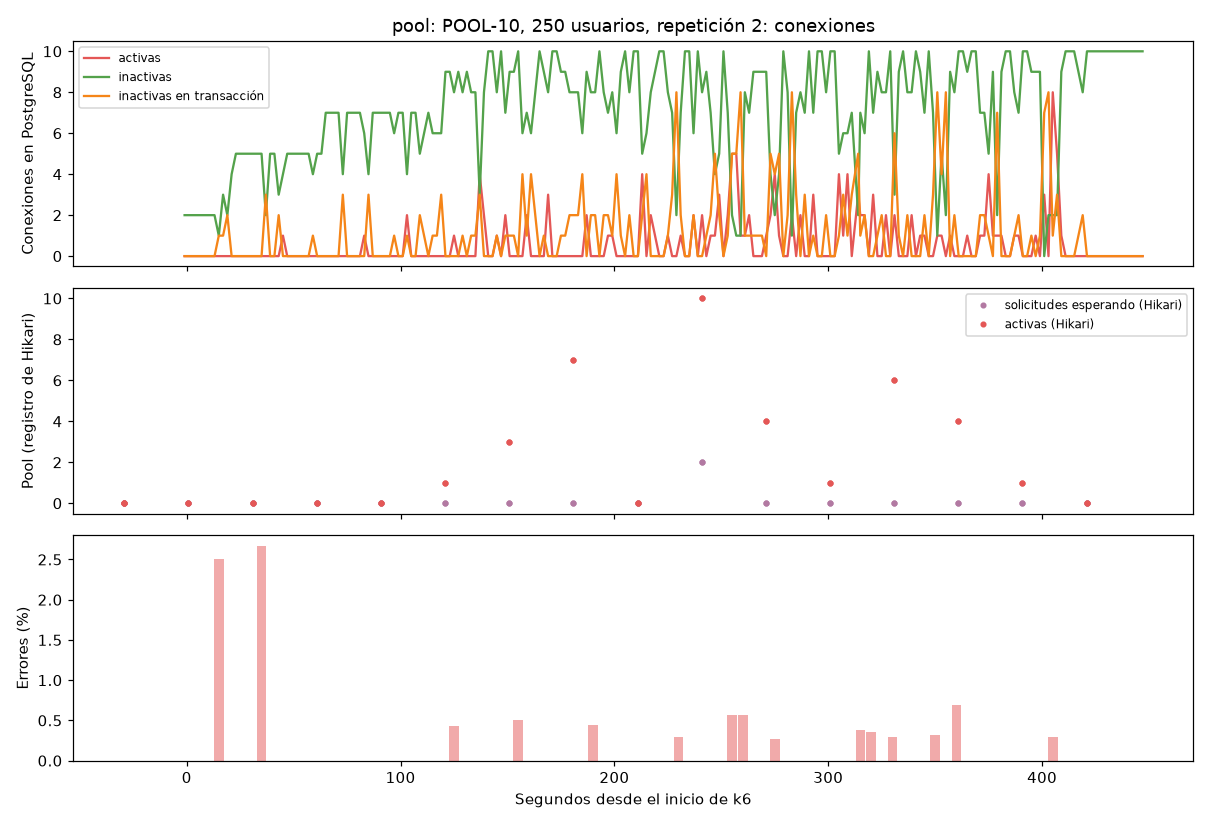 pool: POOL-10, 250 usuarios, repetición 2: conexiones
Conexiones en PostgreSQL
10
8
6
4
2
0
activas
inactivas
inactivas en transacción
Pool (registro de Hikari)
10
8
6
4
2
0
solicitudes esperando (Hikari)
activas (Hikari)
Errores (%)
2.5
2.0
1.5
1.0
0.5
0.0
0
100
200
300
400
Segundos desde el inicio de k6